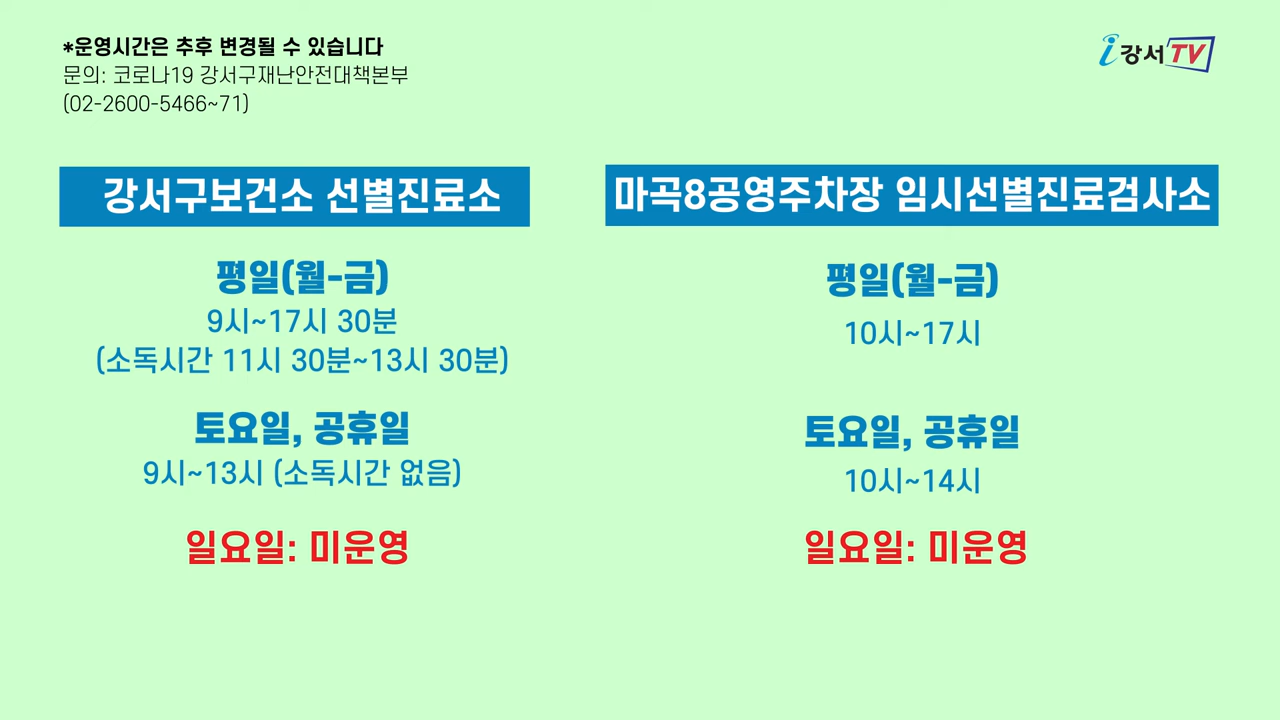 *운영시간은 추후 변경될 수 있습니다
문의: 코로나19 강서구재난안전대책본부
(02-2600-5466~71)
i강서TV
강서구보건소 선별진료소
평일(월-금)
9시~17시 30분
(소독시간 11시 30분~13시 30분)
토요일, 공휴일
9시~13시 (소독시간 없음)
일요일: 미운영
마곡8공영주차장 임시선별진료검사소
평일(월-금)
10시~17시
토요일, 공휴일
10시~14시
일요일: 미운영